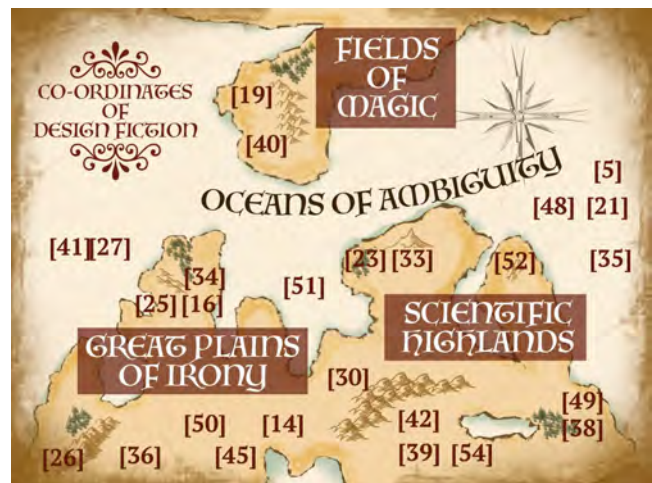 FIELDS
OF
MAGIC
CO-ORDINATES
OF
DESIGN FICTION
[19]
[40]
OCEANS OF AMBIGUITY
[5]
[48] [21]
[41][27]
[34]
[25] [16]
[51]
[23] [33]
[52]
[35]
GREAT PLAINS
OF IRONY
SCIENTIFIC
HIGHLANDS
[30]
[49]
[38]
[50]
[14]
[42]
[26]
[36]
[45]
[39] [54]